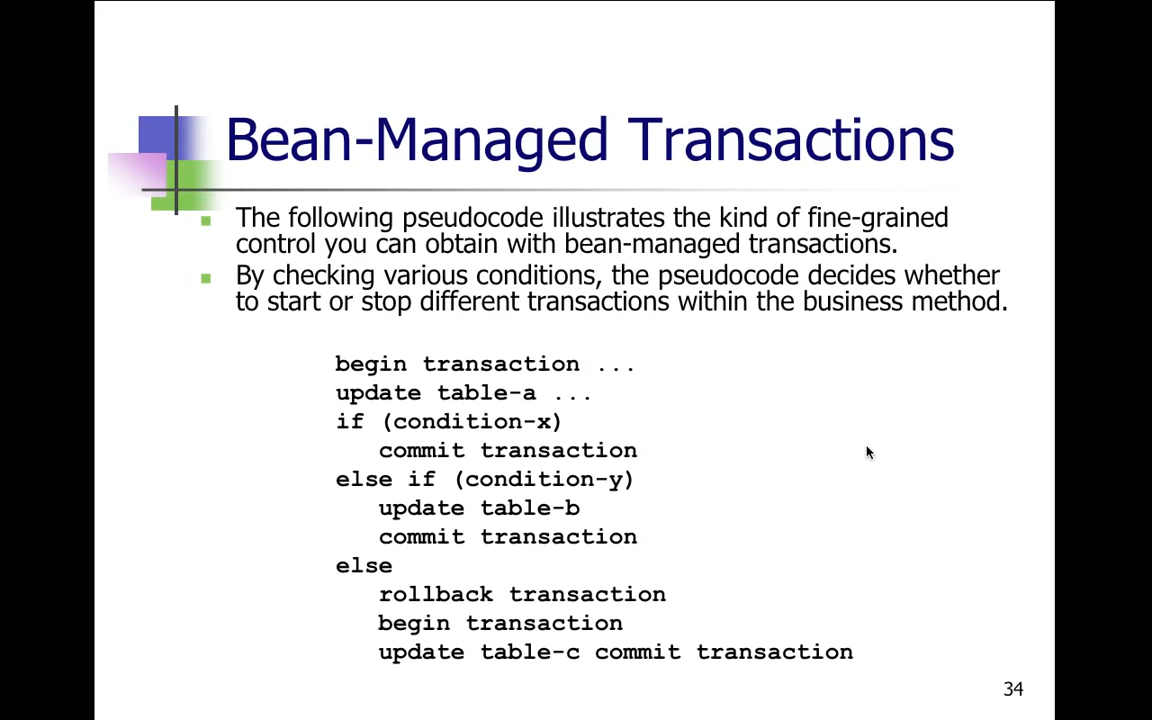 Bean-Managed Transactions
The following pseudocode illustrates the kind of fine-grained
control you can obtain with bean-managed transactions.
By checking various conditions, the pseudocode decides whether
to start or stop different transactions within the business method.
begin transaction ...
update table-a ...
if (condition-x)
   commit transaction
else if (condition-y)
   update table-b
   commit transaction
else
   rollback transaction
   begin transaction
   update table-c commit transaction
34